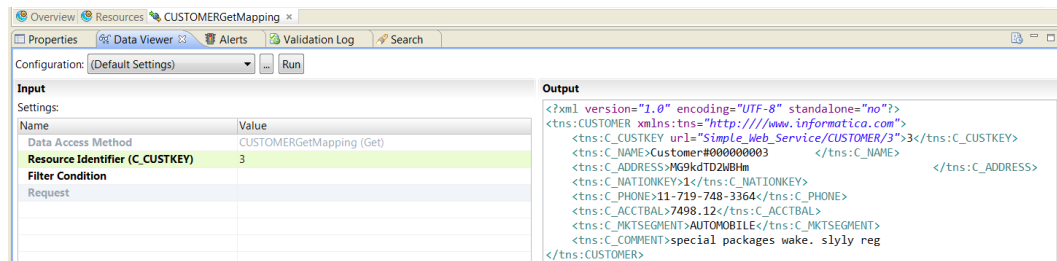 Overview Resources CUSTOMERGetMapping
Properties Data Viewer Alerts Validation Log Search
Configuration: (Default Settings) ... Run
Input
Settings:
Name Value
Data Access Method CUSTOMERGetMapping (Get)
Resource Identifier (C_CUSTKEY) 3
Filter Condition
Request
Output
<?xml version="1.0" encoding="UTF-8" standalone="no"?>
<tns:CUSTOMER xmlns:tns="http:////www.informatica.com">
<tns:C_CUSTKEY url="Simple_Web_Service/CUSTOMER/3">3</tns:C_CUSTKEY>
<tns:C_NAME>Customer#000000003 </tns:C_NAME>
<tns:C_ADDRESS>MG9kdTD2WBHm </tns:C_ADDRESS>
<tns:C_NATIONKEY>1</tns:C_NATIONKEY>
<tns:C_PHONE>11-719-748-3364</tns:C_PHONE>
<tns:C_ACCTBAL>7498.12</tns:C_ACCTBAL>
<tns:C_MKTSEGMENT>AUTOMOBILE</tns:C_MKTSEGMENT>
<tns:C_COMMENT>special packages wake. slyly reg
</tns:CUSTOMER>